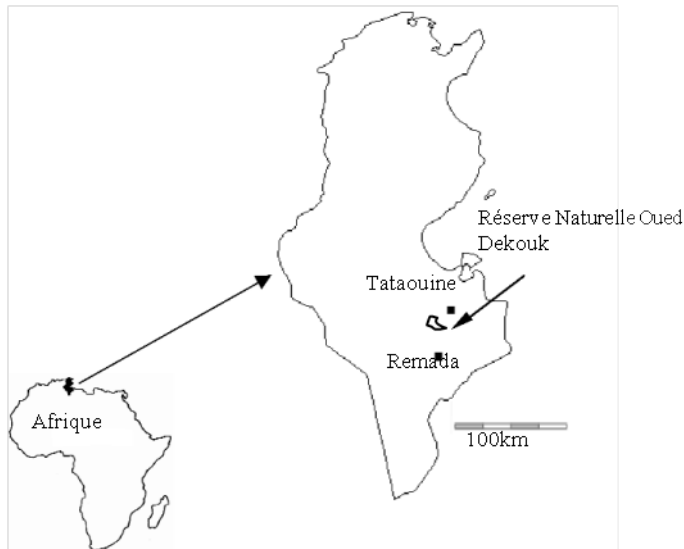 Réserve Naturelle Oued
Dekouk
Tataouine
Remada
Afrique
100km